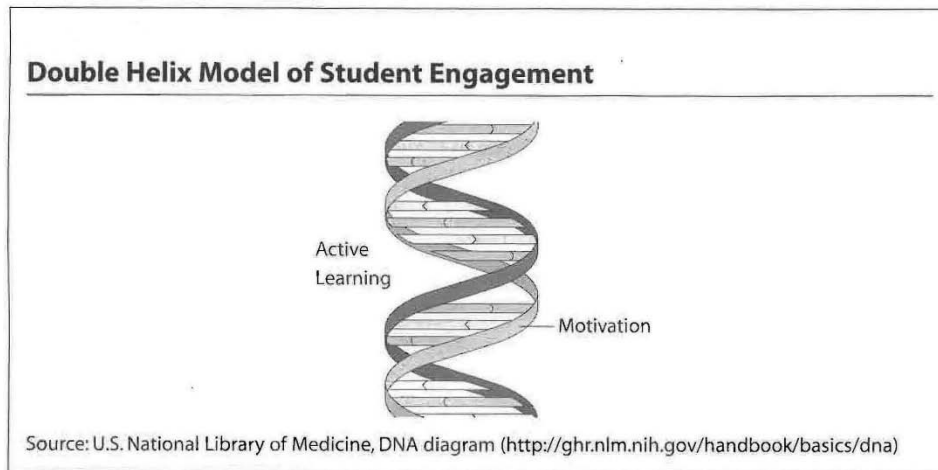 Double Helix Model of Student Engagement
Active
Learning
Motivation
Source: U.S. National Library of Medicine, DNA diagram (http://ghr.nlm.nih.gov/handbook/basics/dna)